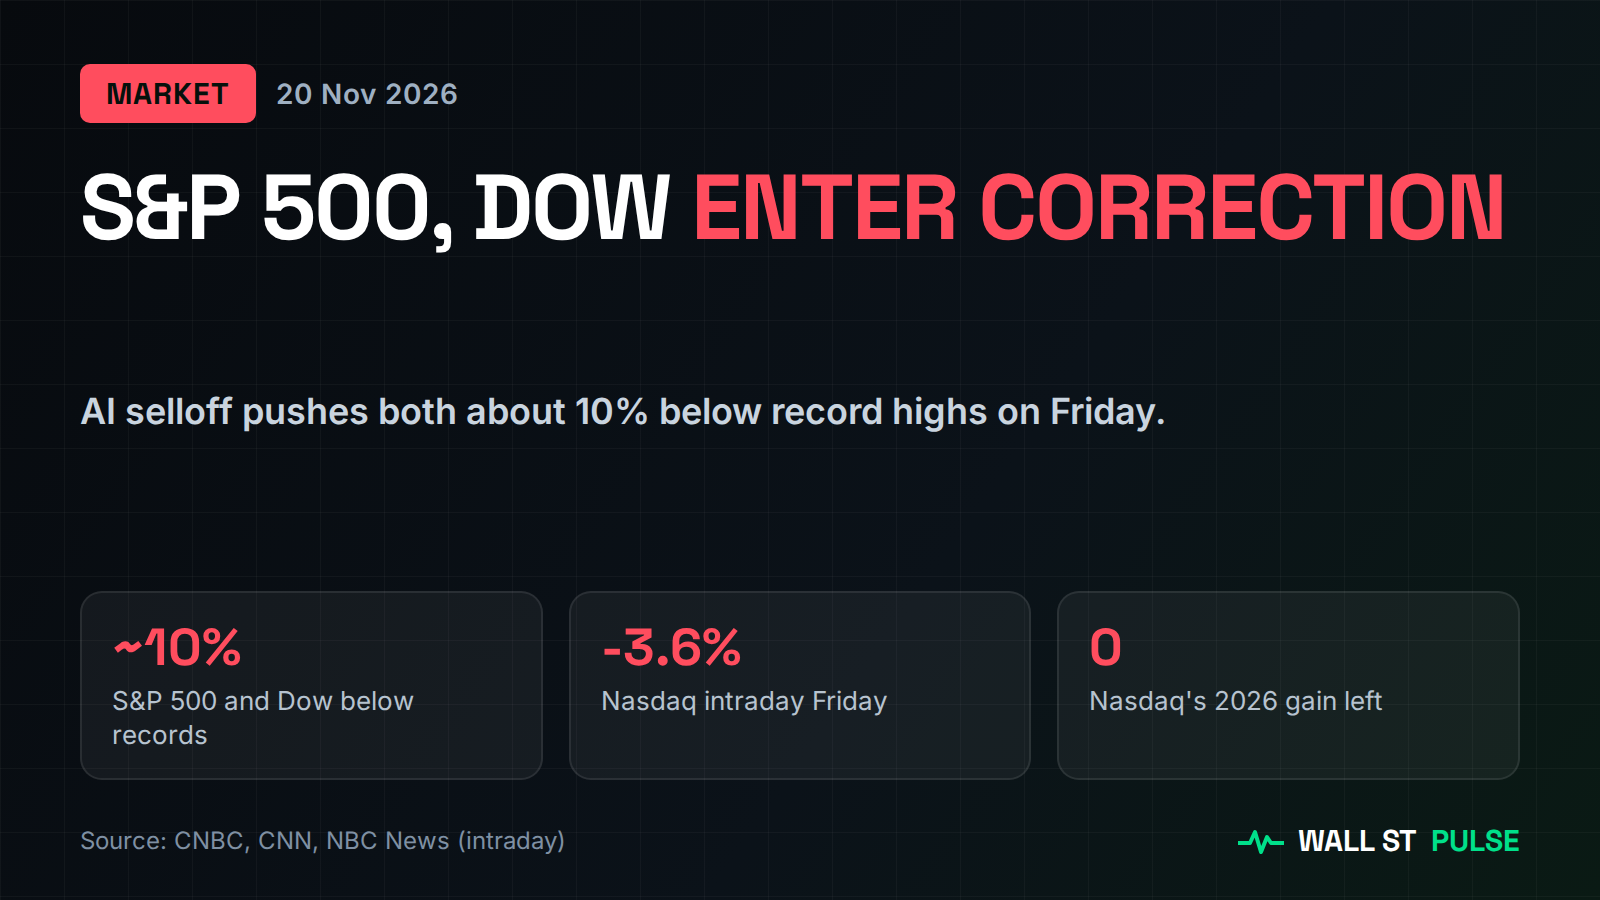 MARKET 20 Nov 2026
S&P 500, DOW ENTER CORRECTION
AI selloff pushes both about 10% below record highs on Friday.
~10%
S&P 500 and Dow below
records
-3.6%
Nasdaq intraday Friday
0
Nasdaq's 2026 gain left
Source: CNBC, CNN, NBC News (intraday)
WALL ST PULSE